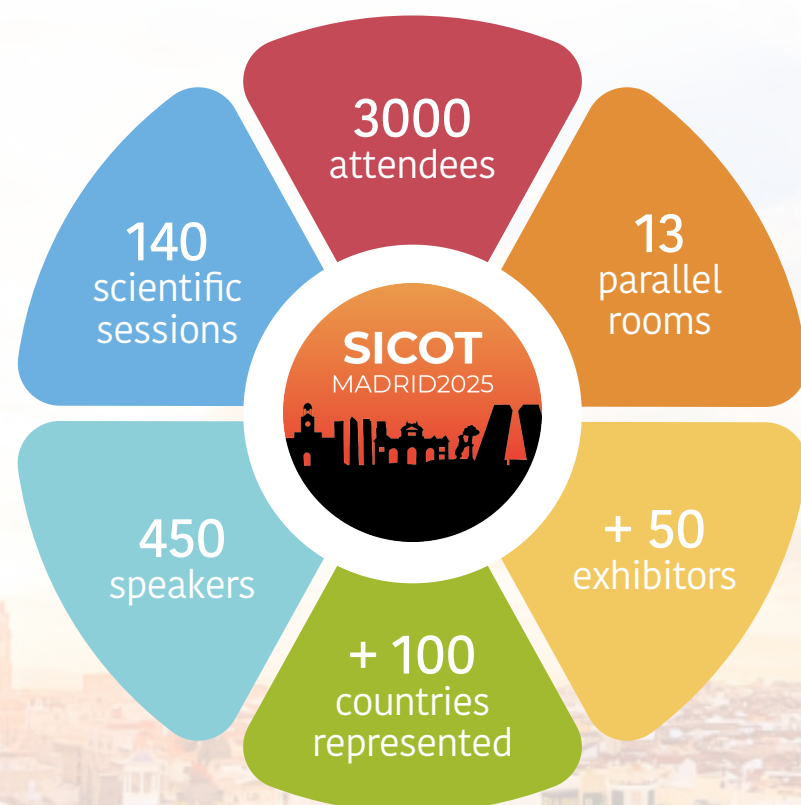 3000
attendees
13
parallel
rooms
+ 50
exhibitors
+ 100
countries
represented
450
speakers
140
scientific
sessions
SICOT
MADRID2025